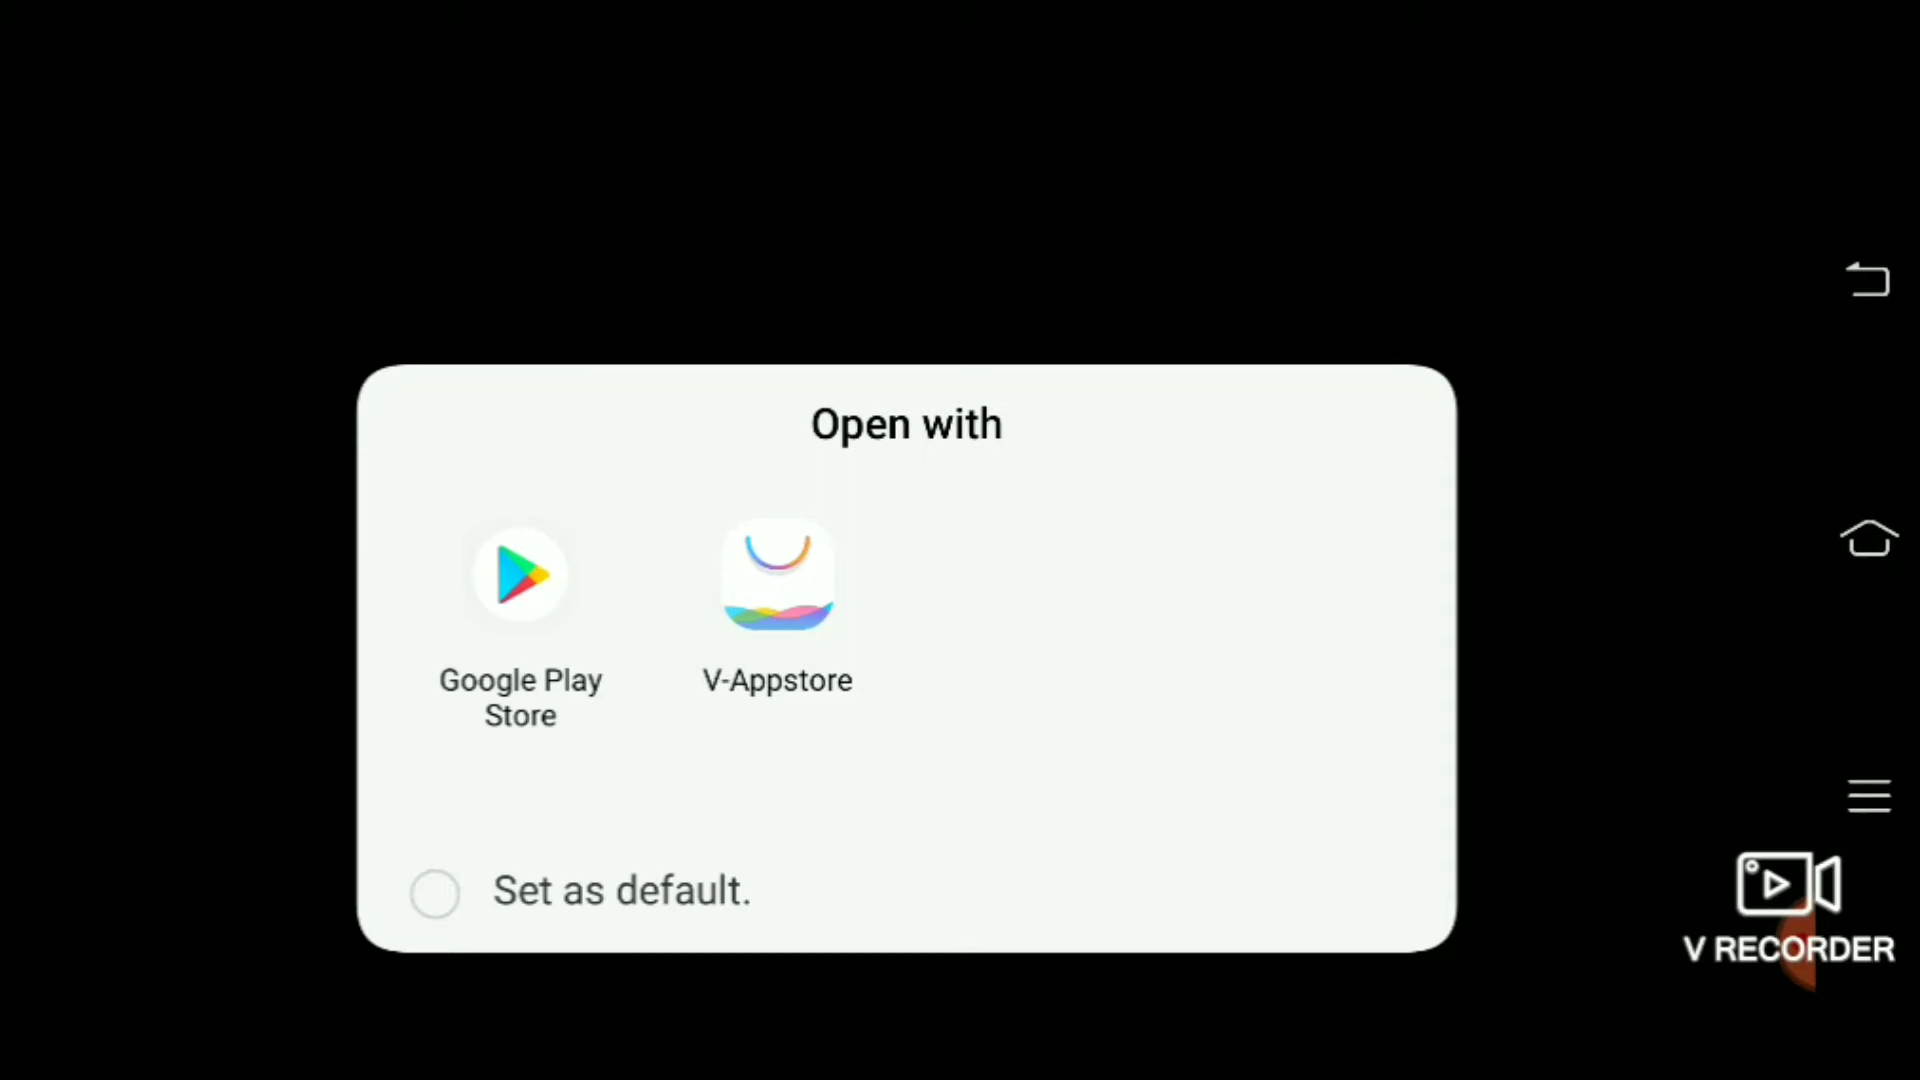 Open with
Google Play
Store
V-Appstore
Set as default.
V RECORDER